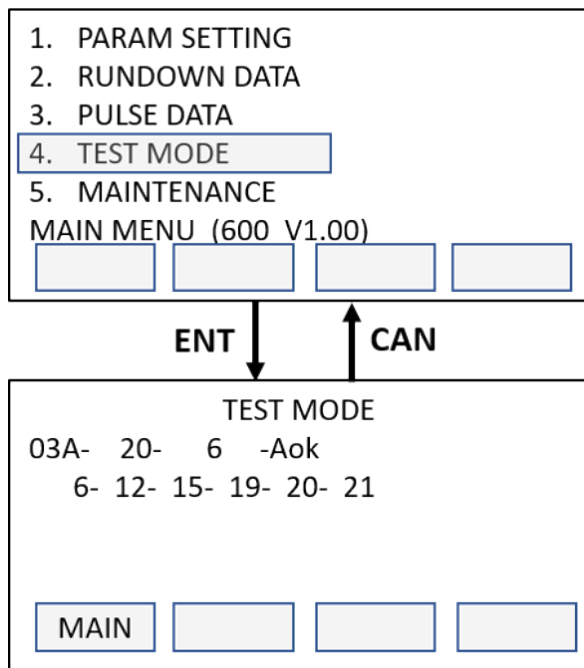 1. PARAM SETTING
2. RUNDOWN DATA
3. PULSE DATA
4. TEST MODE
5. MAINTENANCE
MAIN MENU (600 V1.00)
ENT CAN
TEST MODE
03A- 20- 6 -Aok
6- 12- 15- 19- 20- 21
MAIN